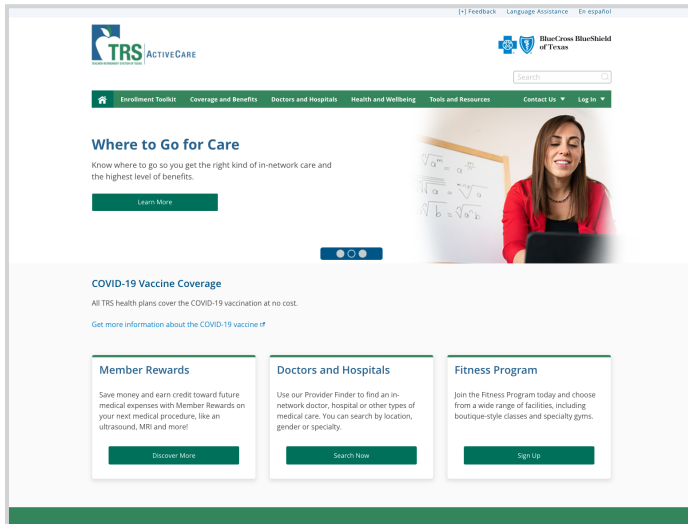 [+] Feedback Language Assistance En español
TRS ACTIVECARE
BlueCross BlueShield
of Texas
Search
Enrollment Toolkit Coverage and Benefits Doctors and Hospitals Health and Wellbeing Tools and Resources Contact Us ▼ Log In ▼
Where to Go for Care
Know where to go so you get the right kind of in-network care and
the highest level of benefits.
Learn More
COVID-19 Vaccine Coverage
All TRS health plans cover the COVID-19 vaccination at no cost.
Get more information about the COVID-19 vaccine
Member Rewards
Save money and earn credit toward future
medical expenses with Member Rewards on
your next medical procedure, like an
ultrasound, MRI and more!
Discover More
Doctors and Hospitals
Use our Provider Finder to find an in-
network doctor, hospital or other types of
medical care. You can search by location,
gender or specialty.
Search Now
Fitness Program
Join the Fitness Program today and choose
from a wide range of facilities, including
boutique-style classes and specialty gyms.
Sign Up